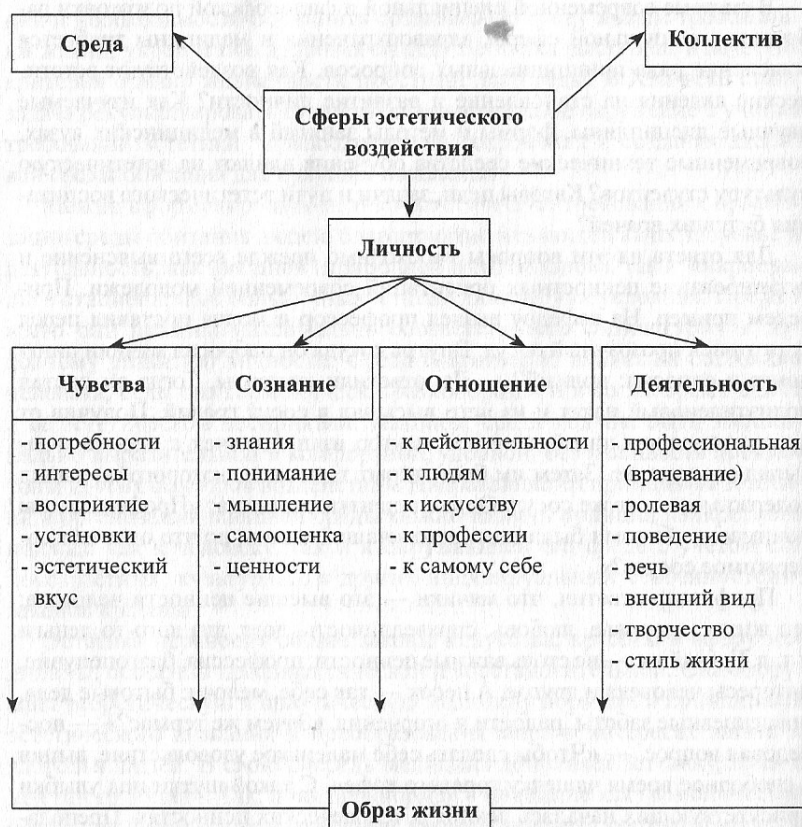 Среда
Коллектив
Сферы эстетического
воздействия
Личность
Чувства
- потребности
- интересы
- восприятие
- установки
- эстетический
вкус
Сознание
- знания
- понимание
- мышление
- самооценка
- ценности
Отношение
- к действительности
- к людям
- к искусству
- к профессии
- к самому себе
Деятельность
- профессиональная
(врачевание)
- ролевая
- поведение
- речь
- внешний вид
- творчество
- стиль жизни
Образ жизни